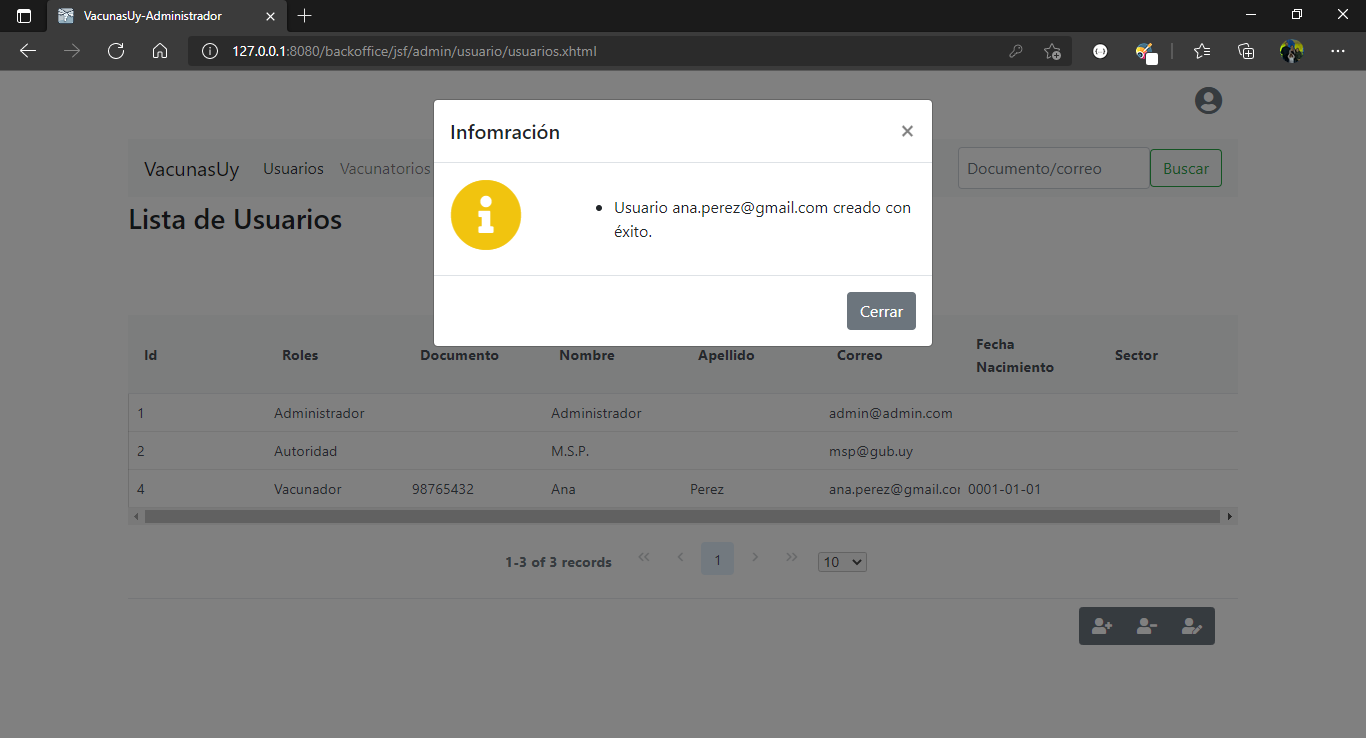 VacunasUy-Administrador
127.0.0.1:8080/backoffice/jsf/admin/usuario/usuarios.xhtml
Infomración
×
VacunasUy Usuarios Vacunatorios Documento/correo Buscar
Lista de Usuarios
Usuario ana.perez@gmail.com creado con
éxito.
Cerrar
Id Roles Documento Nombre Apellido Correo Fecha Nacimiento Sector
1 Administrador Administrador admin@admin.com
2 Autoridad M.S.P. msp@gub.uy
4 Vacunador 98765432 Ana Perez ana.perez@gmail.cor 0001-01-01
1-3 of 3 records 1 10